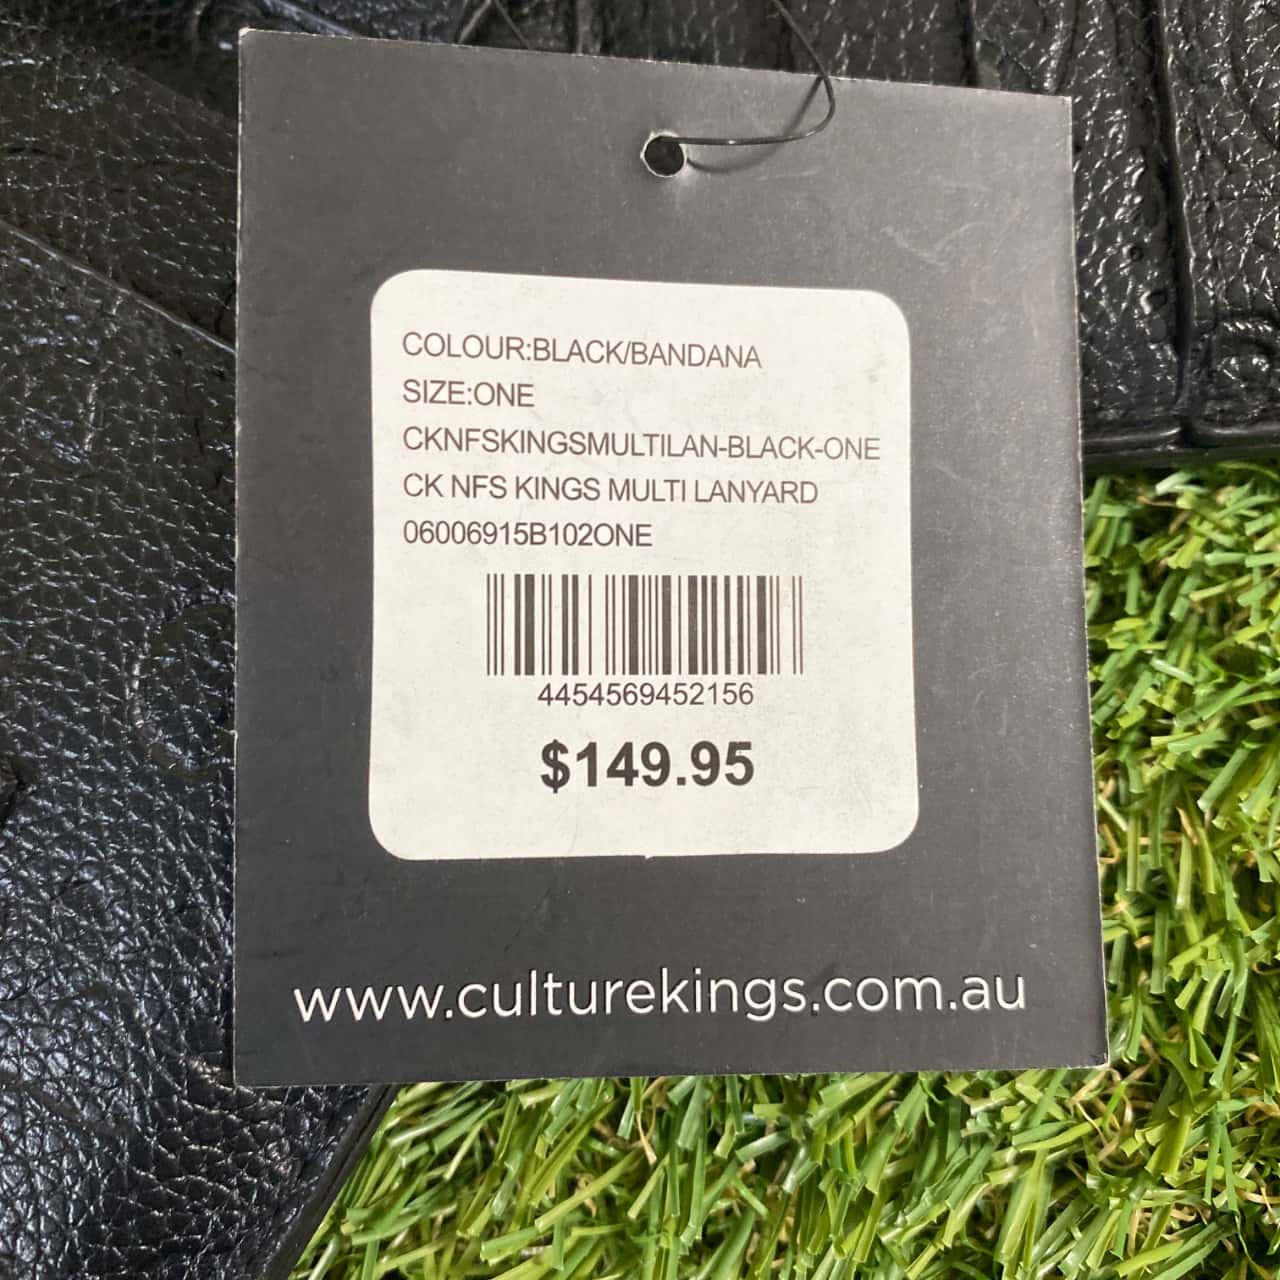 COLOUR:BLACK/BANDANA
SIZE:ONE
CKNFSKINGSMULTILAN-BLACK-ONE
CK NFS KINGS MULTI LANYARD
06006915B102ONE
4454569452156
$149.95
www.culturekings.com.au